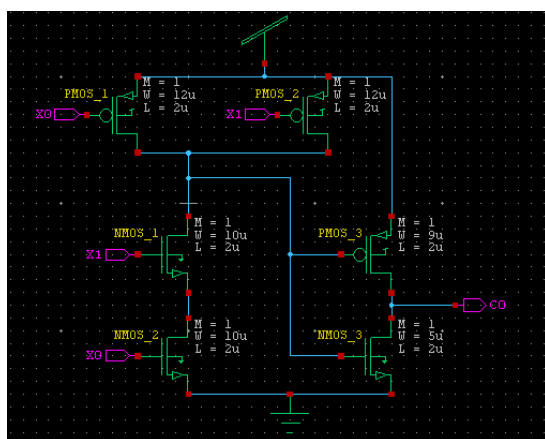 PMOS_1
M = 1
W = 12u
L = 2u
X0
PMOS_2
M = 1
W = 12u
L = 2u
X1
NMOS_1
M = 1
W = 10u
L = 2u
X1
PMOS_3
M = 1
W = 9u
L = 2u
CO
NMOS_2
M = 1
W = 10u
L = 2u
X0
NMOS_3
M = 1
W = 5u
L = 2u